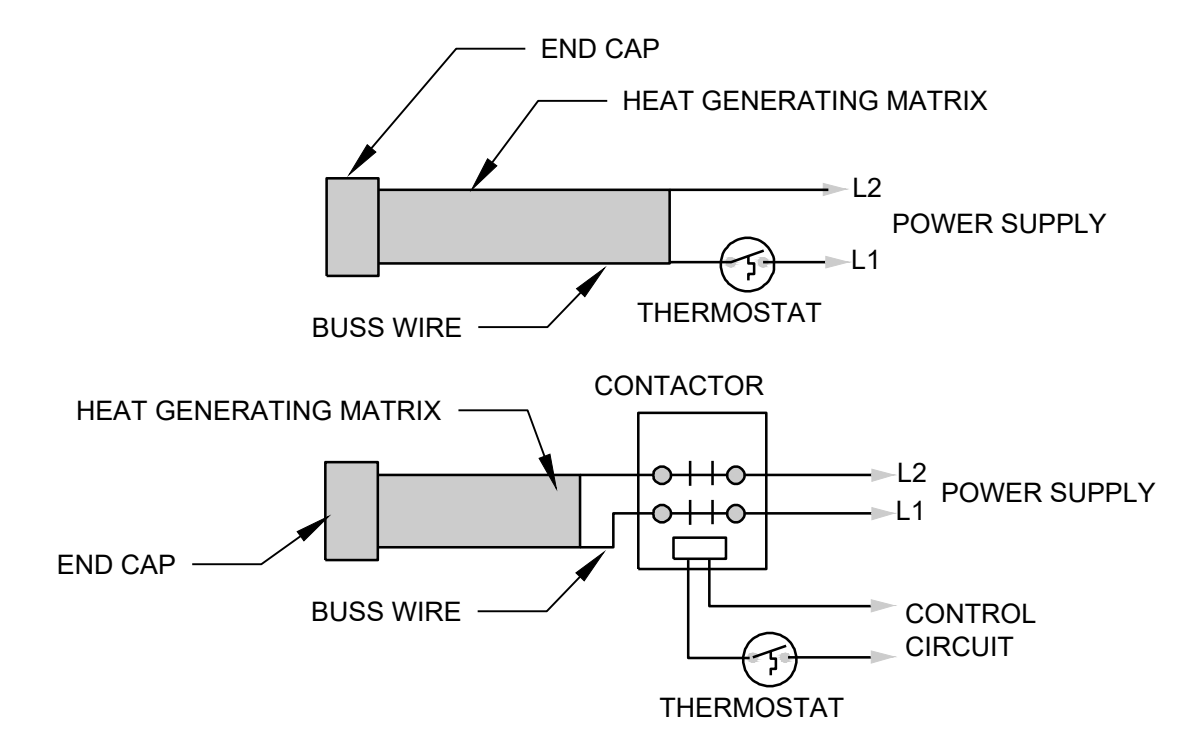 END CAP
HEAT GENERATING MATRIX
L2
POWER SUPPLY
L1
THERMOSTAT
BUSS WIRE
CONTACTOR
HEAT GENERATING MATRIX
L2
POWER SUPPLY
L1
END CAP
BUSS WIRE
CONTROL
CIRCUIT
THERMOSTAT